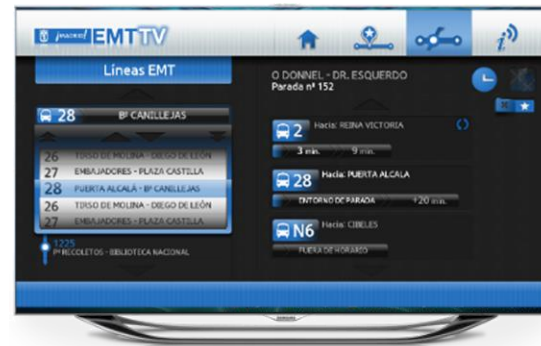 ¡MADRID! EMTTV
Líneas EMT
28 Bº CANILLEJAS
26 TIRSO DE MOLINA - DIEGO DE LEÓN
27 EMBAJADORES - PLAZA CASTILLA
28 PUERTA ALCALÁ - Bº CANILLEJAS
26 TIRSO DE MOLINA - DIEGO DE LEÓN
27 EMBAJADORES - PLAZA CASTILLA
1225
Pº RECOLETOS - BIBLIOTECA NACIONAL
O DONNEL - DR. ESQUERDO
Parada nº 152
2 Hacia: REINA VICTORIA
3 min. 9 min.
28 Hacia: PUERTA ALCALA
ENTORNO DE PARADA +20 min.
N6 Hacia: CIBELES
FUERA DE HORARIO
SAMSUNG